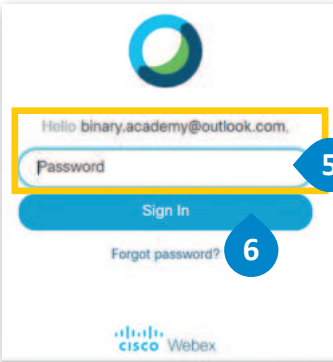 Hello binary.academy@outlook.com.
Password
5
Sign In
Forgot password?
6
CISCO Webex